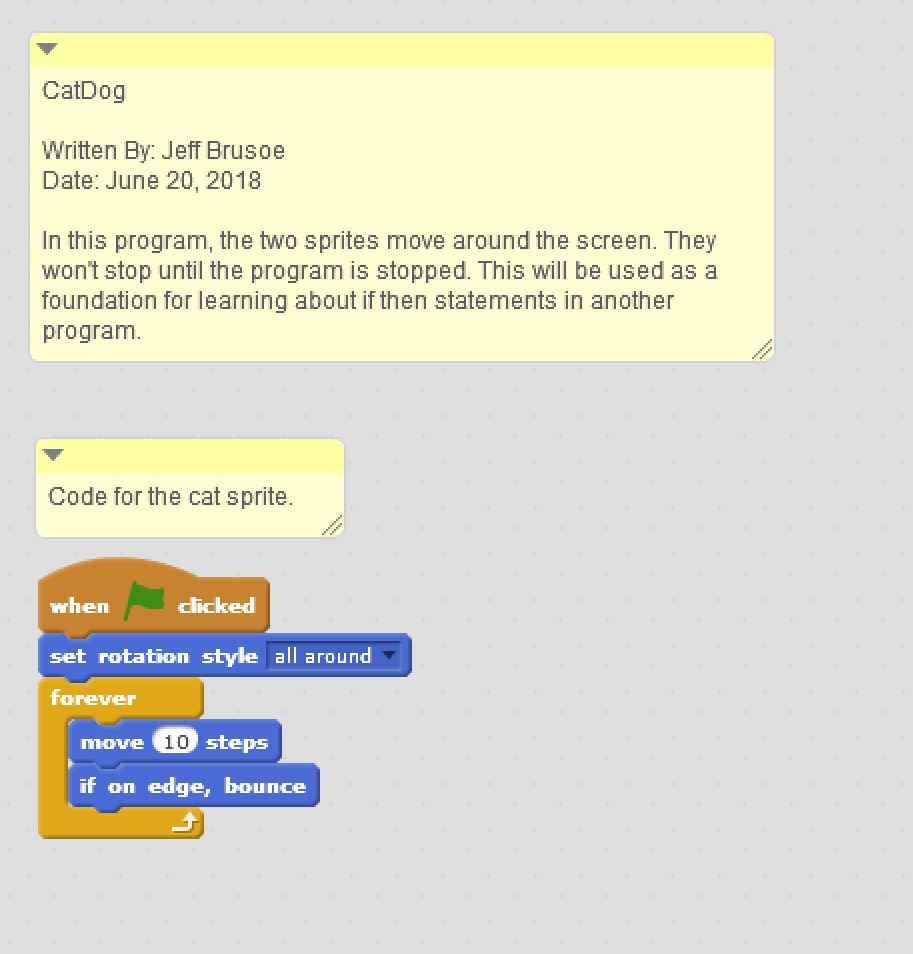 CatDog
Written By: Jeff Brusoe
Date: June 20, 2018
In this program, the two sprites move around the screen. They
won't stop until the program is stopped. This will be used as a
foundation for learning about if then statements in another
program.
Code for the cat sprite.
when clicked
set rotation style all around
forever
move 10 steps
if on edge, bounce